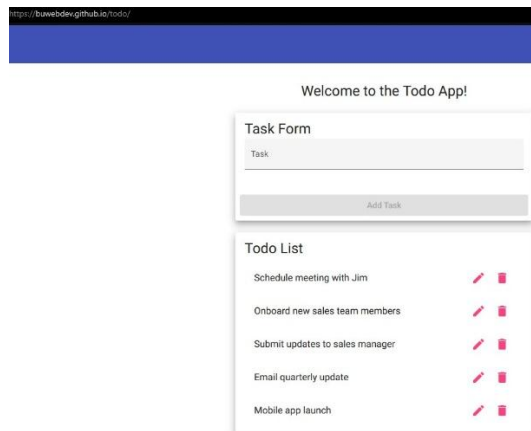 https://buwebdev.github.io/todo/
Welcome to the Todo App!
Task Form
Task
Add Task
Todo List
Schedule meeting with Jim
Onboard new sales team members
Submit updates to sales manager
Email quarterly update
Mobile app launch